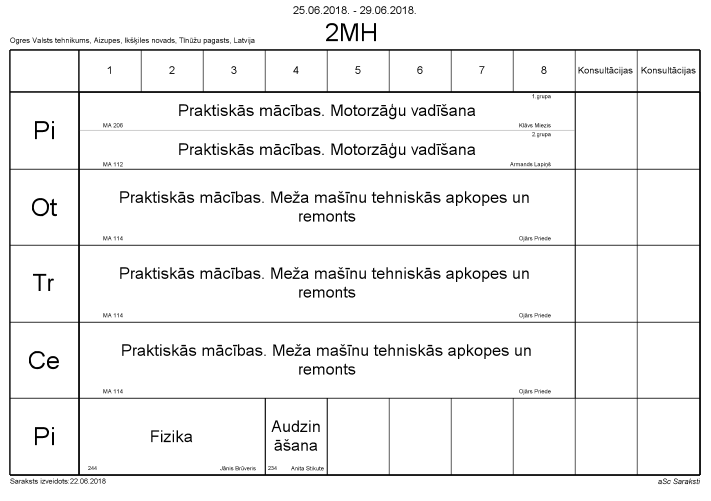 25.06.2018. - 29.06.2018.
2MH
Ogres Valsts tehnikums, Aizupes, Ikšķiles novads, Tīnūžu pagasts, Latvija
1 2 3 4 5 6 7 8 Konsultācijas Konsultācijas
Pi
1.grupa
Praktiskās mācības. Motorzāģu vadīšana
MA 206 Klāvs Miezis
2.grupa
Praktiskās mācības. Motorzāģu vadīšana
MA 112 Armands Lapiņš
Ot
Praktiskās mācības. Meža mašīnu tehniskās apkopes un
remonts
MA 114 Ojārs Priede
Tr
Praktiskās mācības. Meža mašīnu tehniskās apkopes un
remonts
MA 114 Ojārs Priede
Ce
Praktiskās mācības. Meža mašīnu tehniskās apkopes un
remonts
MA 114 Ojārs Priede
Pi
Fizika
244 Jānis Brūveris
Audzin
āšana
234 Anita Stikute
Saraksts izveidots:22.06.2018
aSc Saraksti